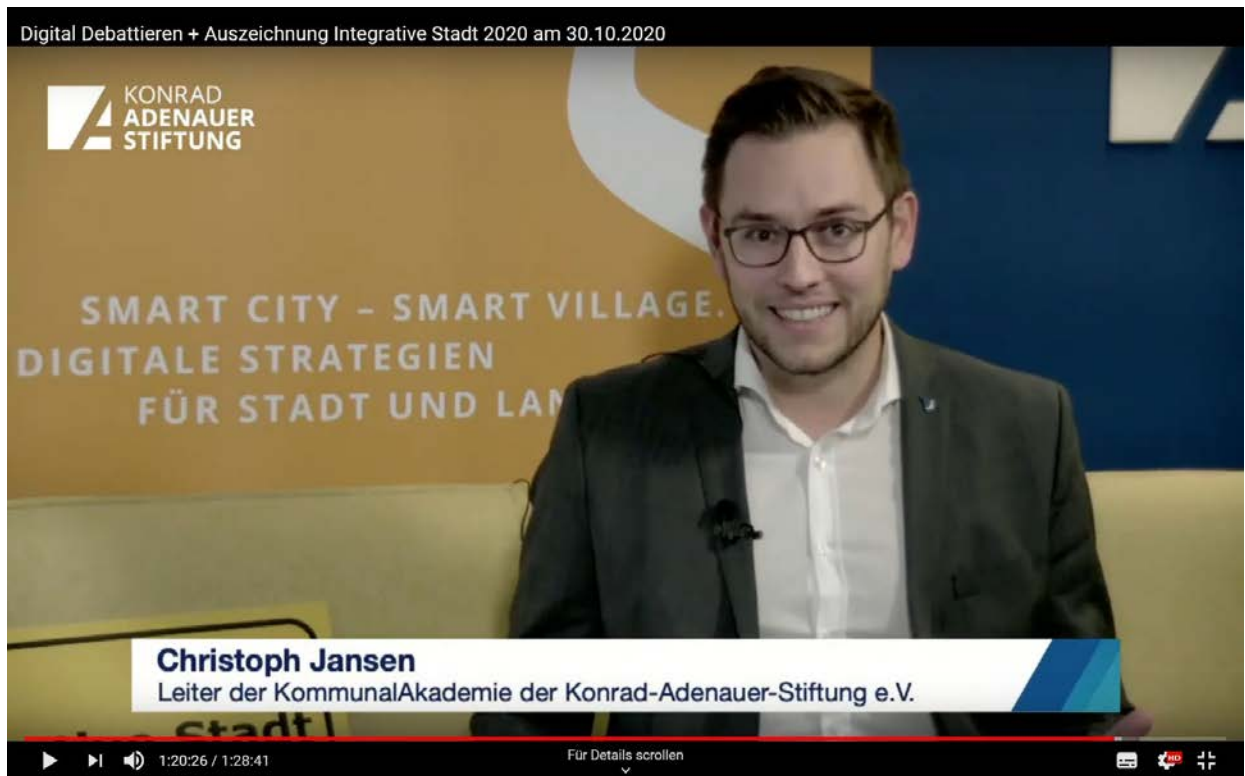 Digital Debattieren + Auszeichnung Integrative Stadt 2020 am 30.10.2020
KONRAD
ADENAUER
STIFTUNG
SMART CITY – SMART VILLAGE.
DIGITALE STRATEGIEN
FÜR STADT UND LAN
Christoph Jansen
Leiter der KommunalAkademie der Konrad-Adenauer-Stiftung e.V.
Stadt
1:20:26 / 1:28:41
Für Details scrollen
HD